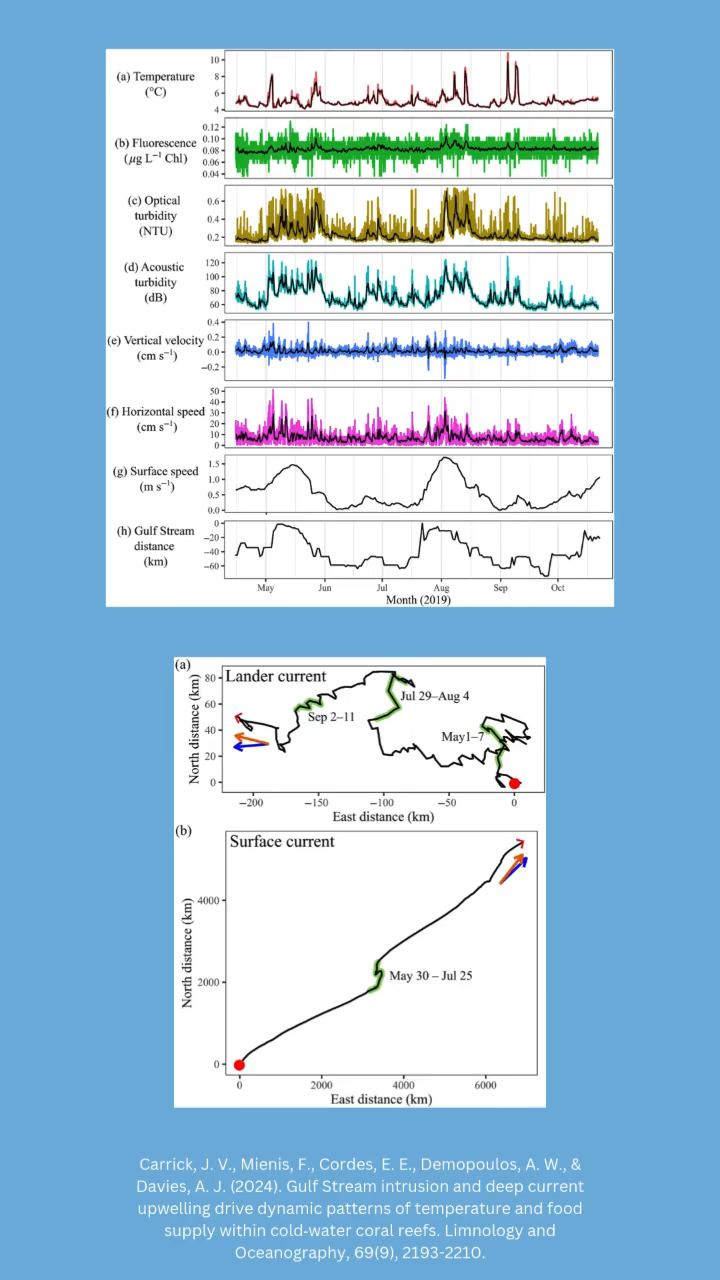 (a) Temperature
(°C)
10
8
6
4
(b) Fluorescence
(μg L⁻¹ Chl)
0.12
0.10
0.08
0.06
0.04
(c) Optical
turbidity
(NTU)
0.6
0.4
0.2
(d) Acoustic
turbidity
(dB)
120
100
80
60
(e) Vertical velocity
(cm s⁻¹)
0.4
0.2
0.0
−0.2
(f) Horizontal speed
(cm s⁻¹)
50
40
30
20
10
0
(g) Surface speed
(m s⁻¹)
1.5
1.0
0.5
0.0
(h) Gulf Stream
distance
(km)
0
−20
−40
−60
May Jun Jul Aug Sep Oct
Month (2019)
(a)
Lander current
North distance (km)
80
60
40
20
0
Jul 29–Aug 4
Sep 2–11
May1–7
−200 −150 −100 −50 0
East distance (km)
(b)
Surface current
North distance (km)
4000
2000
0
May 30 – Jul 25
0 2000 4000 6000
East distance (km)
Carrick, J. V., Mienis, F., Cordes, E. E., Demopoulos, A. W., &
Davies, A. J. (2024). Gulf Stream intrusion and deep current
upwelling drive dynamic patterns of temperature and food
supply within cold-water coral reefs. Limnology and
Oceanography, 69(9), 2193-2210.